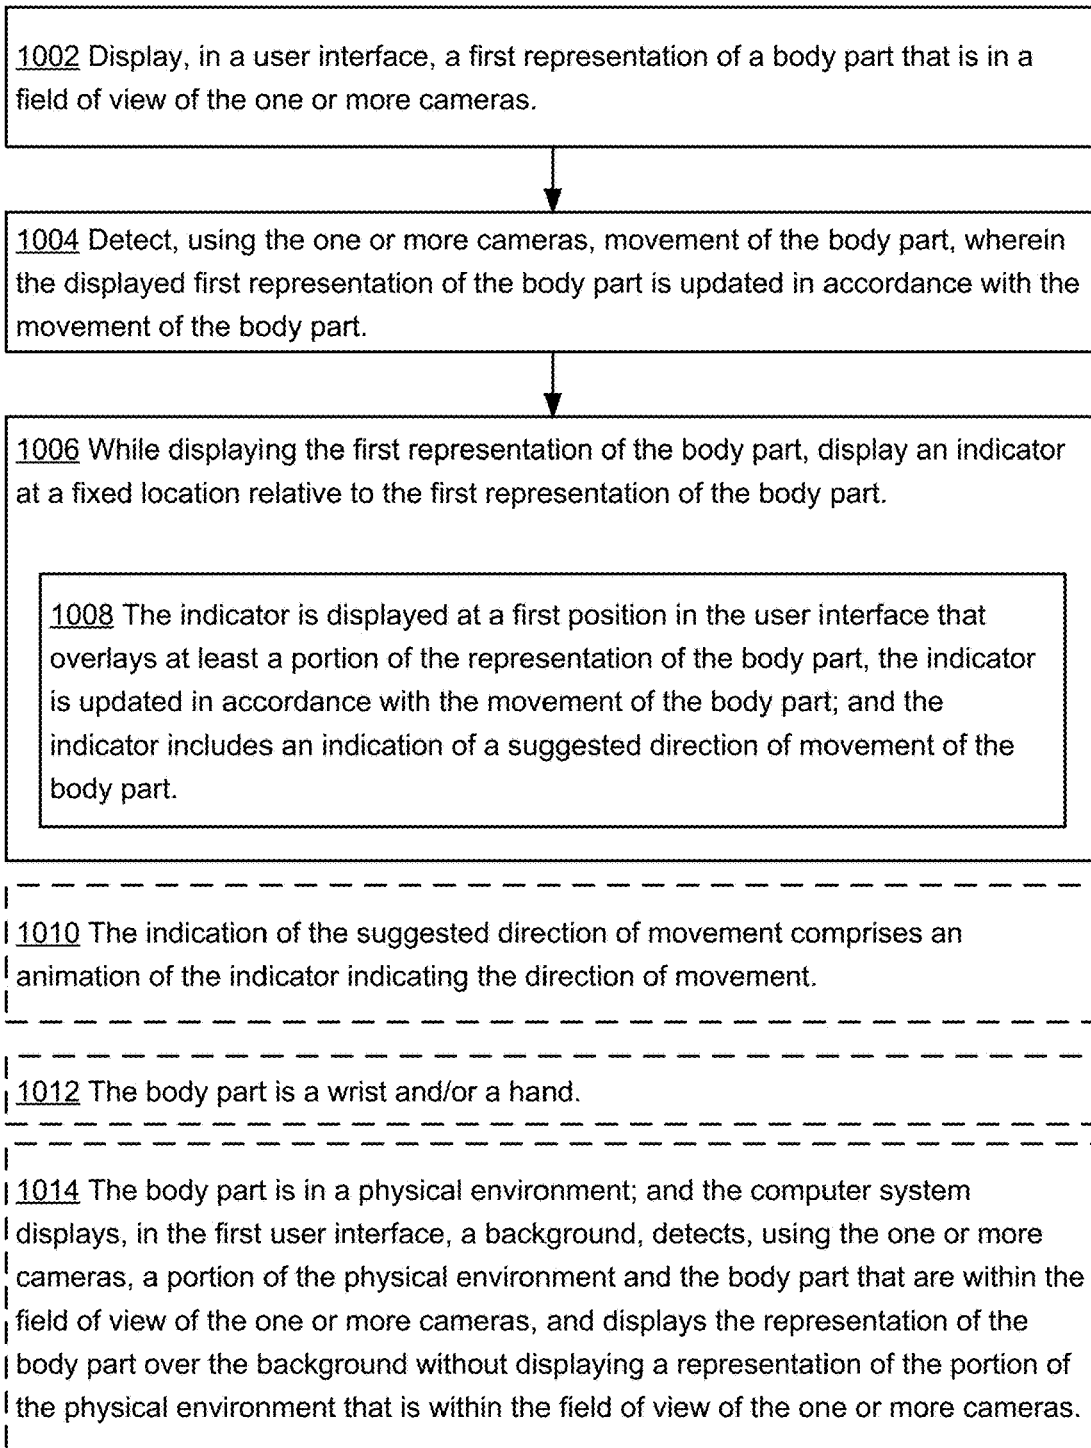 1002 Display, in a user interface, a first representation of a body part that is in a
field of view of the one or more cameras.
1004 Detect, using the one or more cameras, movement of the body part, wherein
the displayed first representation of the body part is updated in accordance with the
movement of the body part.
1006 While displaying the first representation of the body part, display an indicator
at a fixed location relative to the first representation of the body part.
1008 The indicator is displayed at a first position in the user interface that
overlays at least a portion of the representation of the body part, the indicator
is updated in accordance with the movement of the body part; and the
indicator includes an indication of a suggested direction of movement of the
body part.
1010 The indication of the suggested direction of movement comprises an
animation of the indicator indicating the direction of movement.
1012 The body part is a wrist and/or a hand.
1014 The body part is in a physical environment; and the computer system
displays, in the first user interface, a background, detects, using the one or more
cameras, a portion of the physical environment and the body part that are within the
field of view of the one or more cameras, and displays the representation of the
body part over the background without displaying a representation of the portion of
the physical environment that is within the field of view of the one or more cameras.